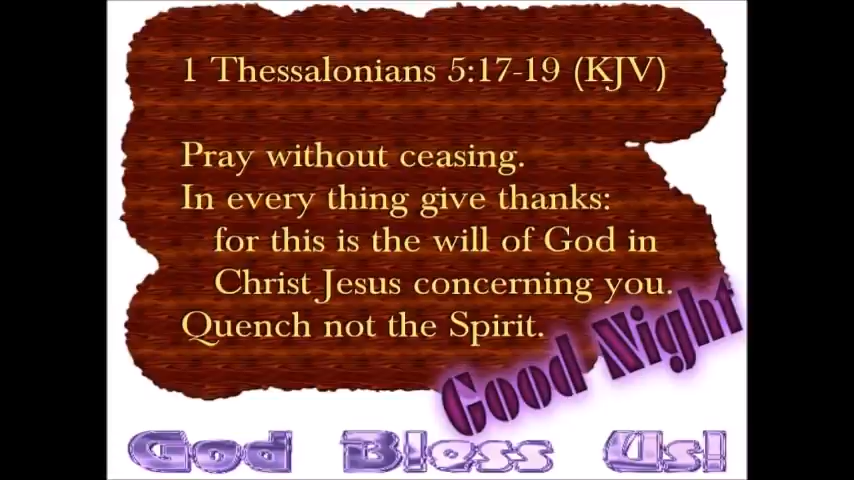 1 Thessalonians 5:17-19 (KJV)
Pray without ceasing.
In every thing give thanks:
for this is the will of God in
Christ Jesus concerning you.
Quench not the Spirit.
Good Night
God Bless Us!